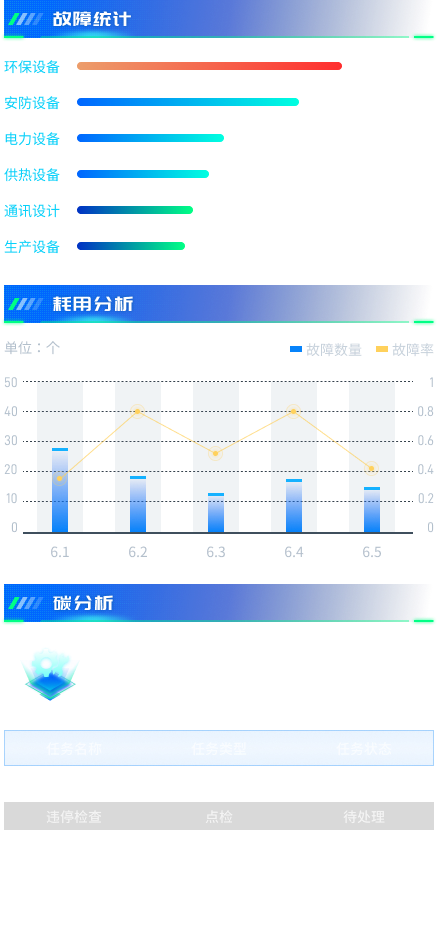 故障统计
环保设备
安防设备
电力设备
供热设备
通讯设计
生产设备
耗用分析
单位：个 故障数量 故障率
50 1
40 0.8
30 0.6
20 0.4
10 0.2
0 0
6.1 6.2 6.3 6.4 6.5
碳分析
任务名称 任务类型 任务状态
违停检查 点检 待处理